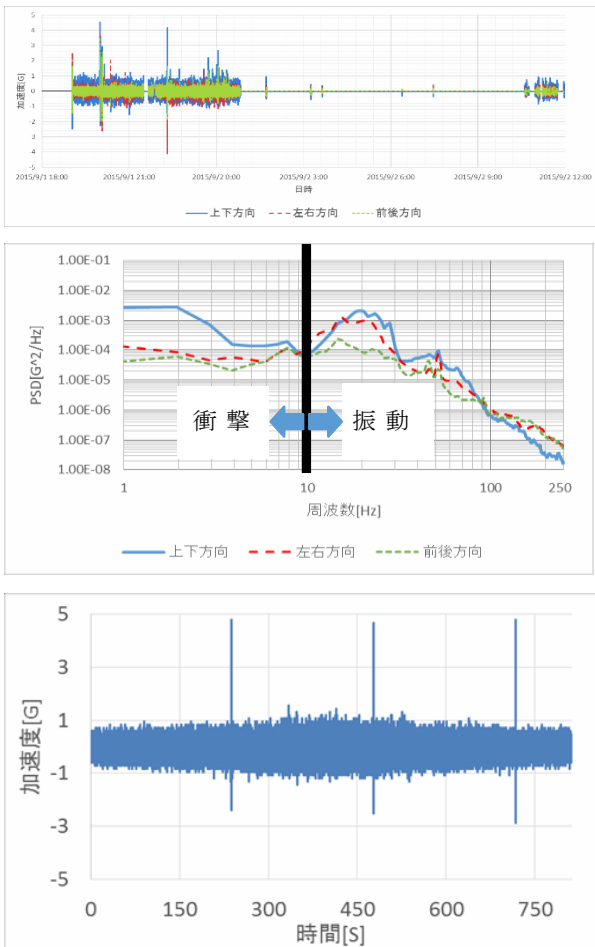 5
4
3
2
1
0
-1
-2
-3
-4
-5
加速度[G]
2015/9/1 18:00 2015/9/1 21:00 2015/9/2 0:00 2015/9/2 3:00 2015/9/2 6:00 2015/9/2 9:00 2015/9/2 12:00
日時
上下方向 左右方向 前後方向
1.00E-01
1.00E-02
1.00E-03
1.00E-04
1.00E-05
1.00E-06
1.00E-07
1.00E-08
PSD[G^2/Hz]
衝撃 振動
1 10 100 250
周波数[Hz]
上下方向 左右方向 前後方向
5
3
1
-1
-3
-5
加速度[G]
0 150 300 450 600 750
時間[S]